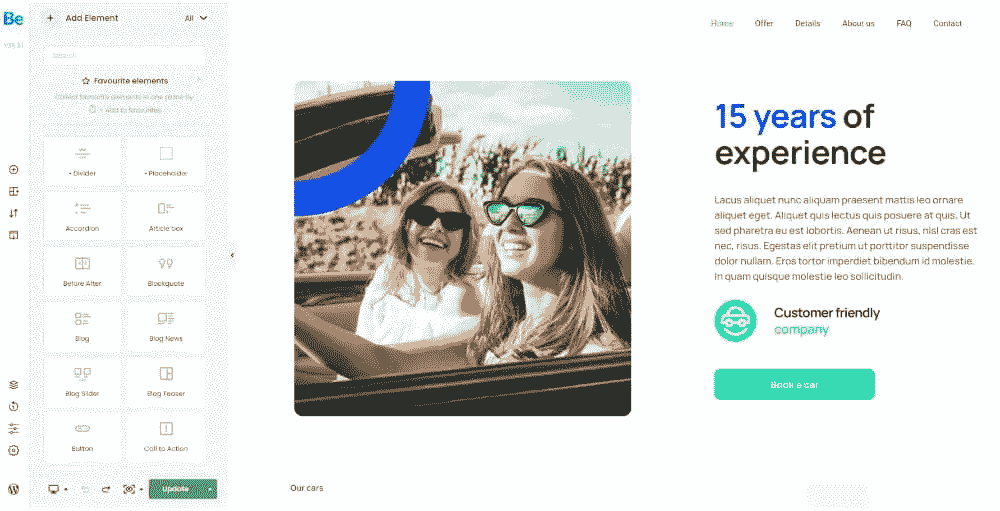 Be
Add Element
All
Search
Favourite elements
Collect favourite elements in one place by
+ Add to favourites
• Divider
• Placeholder
Accordion
Article box
Before After
Blockquote
Blog
Blog News
Blog Slider
Blog Teaser
Button
Call to Action
Update
Home
Offer
Details
About us
FAQ
Contact
15 years of
experience
Lacus aliquet nunc aliquam praesent mattis leo ornare
aliquet eget. Aliquet quis lectus quis posuere at quis. Ut
sed pharetra eu est lobortis. Aenean ut risus, nisl cras est
nec, risus. Egestas elit pretium ut porttitor suspendisse
dolor nullam. Eros tortor imperdiet bibendum id molestie.
In quam quisque molestie leo sollicitudin.
Customer friendly
company
Book a car
Our cars